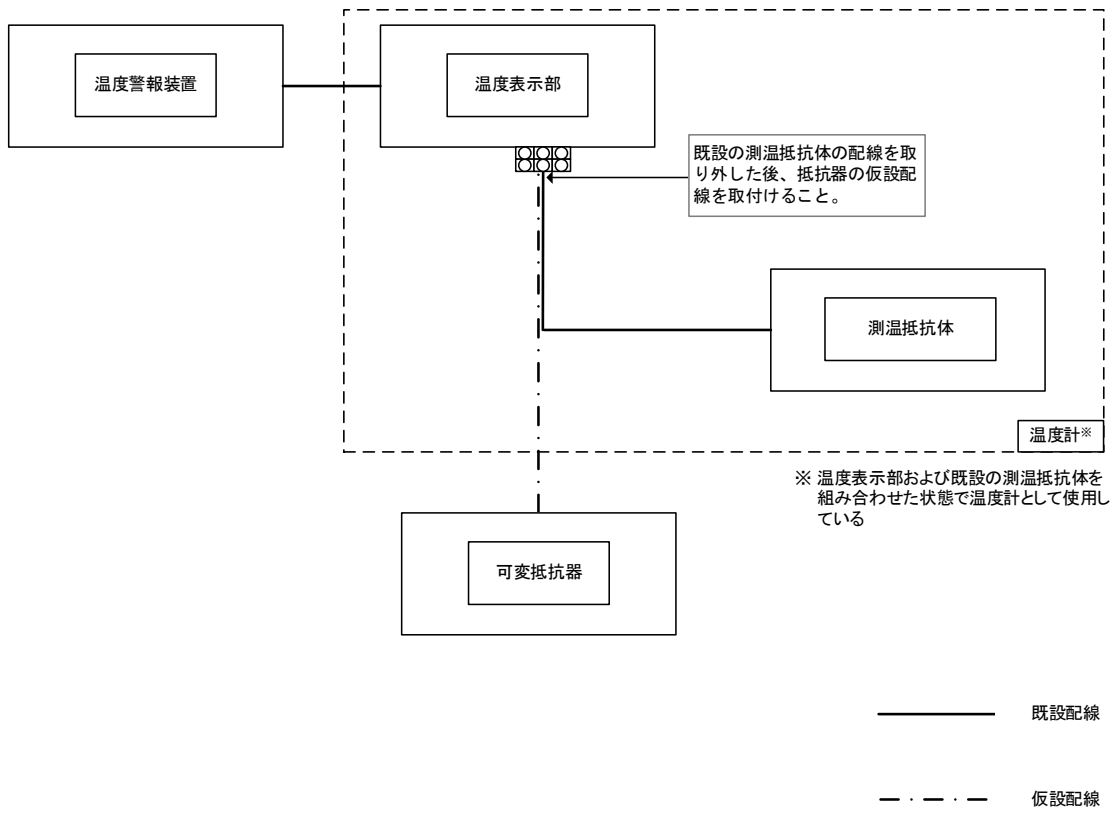 温度警報装置
温度表示部
既設の測温抵抗体の配線を取
り外した後、抵抗器の仮設配
線を取付けること。
測温抵抗体
温度計※
※ 温度表示部および既設の測温抵抗体を
組み合わせた状態で温度計として使用し
ている
可変抵抗器
既設配線
仮設配線